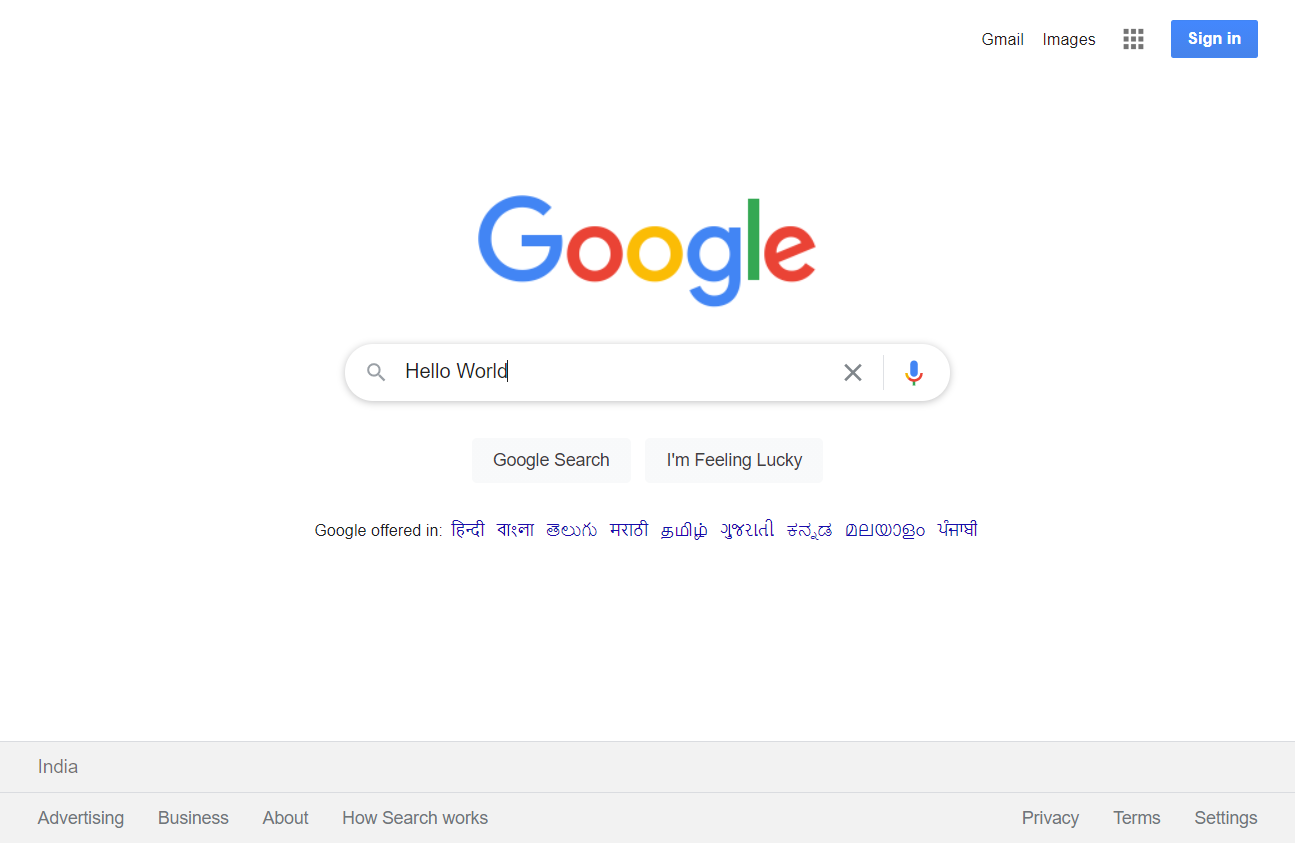 Gmail Images Sign in
Google
Hello World
Google Search I'm Feeling Lucky
Google offered in: हिन्दी বাংলা తెలుగు मराठी தமிழ் ગુજરાતી ಕನ್ನಡ മലയാളം ਪੰਜਾਬੀ
India
Advertising Business About How Search works Privacy Terms Settings